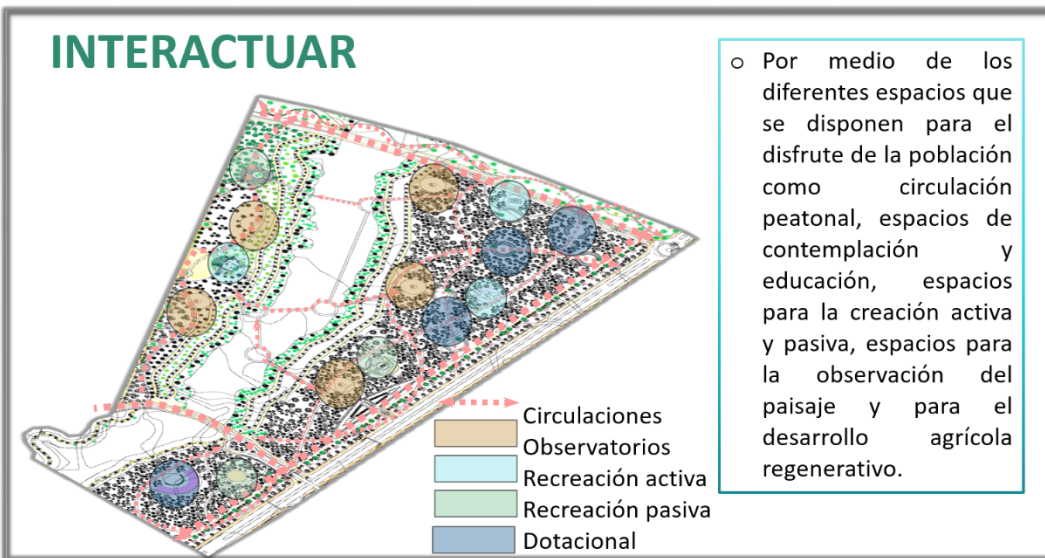 INTERACTUAR
o Por medio de los
diferentes espacios que
se disponen para el
disfrute de la población
como circulación
peatonal, espacios de
contemplación y
educación, espacios
para la creación activa
y pasiva, espacios para
la observación del
paisaje y para el
desarrollo agrícola
regenerativo.
Circulaciones
Observatorios
Recreación activa
Recreación pasiva
Dotacional